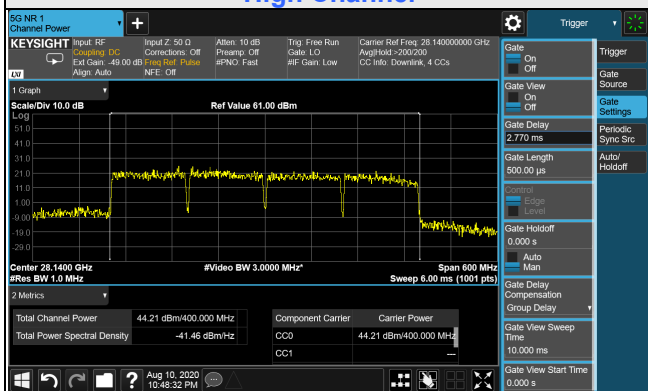 High Channel
5G NR 1
Channel Power
Trigger
KEYSIGHT
LXI
Input: RF
Coupling: DC
Ext Gain: -49.00 dB
Align: Auto
Input Z: 50 Ω
Corrections: Off
Freq Ref: Pulse
NFE: Off
Atten: 10 dB
Preamp: Off
#PNO: Fast
Trig: Free Run
Gate: LO
#IF Gain: Low
Carrier Ref Freq: 28.140000000 GHz
Avg|Hold:>200/200
CC Info: Downlink, 4 CCs
1 Graph
Scale/Div 10.0 dB
Ref Value 61.00 dBm
Log
51.0
41.0
31.0
21.0
11.0
1.00
-9.00
-19.0
-29.0
Center 28.1400 GHz
#Video BW 3.0000 MHz*
Span 600 MHz
#Res BW 1.0 MHz
Sweep 6.00 ms (1001 pts)
2 Metrics
Total Channel Power 44.21 dBm/400.000 MHz
Total Power Spectral Density -41.46 dBm/Hz
Component Carrier Carrier Power
CC0 44.21 dBm/400.000 MHz
CC1 ---
Aug 10, 2020
10:48:32 PM
Gate
On
Off
Gate View
On
Off
Gate Delay
2.770 ms
Gate Length
500.00 µs
Control
Edge
Level
Gate Holdoff
0.000 s
Auto
Man
Gate Delay
Compensation
Group Delay
Gate View Sweep
Time
10.000 ms
Gate View Start Time
0.000 s
Trigger
Gate
Source
Gate
Settings
Periodic
Sync Src
Auto/
Holdoff